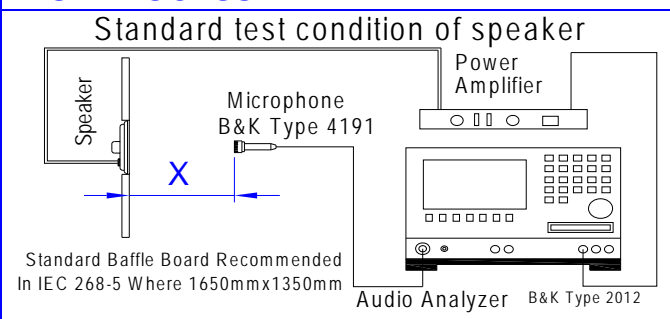 Standard test condition of speaker
Power
Amplifier
Speaker
Microphone
B&K Type 4191
X
Standard Baffle Board Recommended
In IEC 268-5 Where 1650mmx1350mm
Audio Analyzer
B&K Type 2012